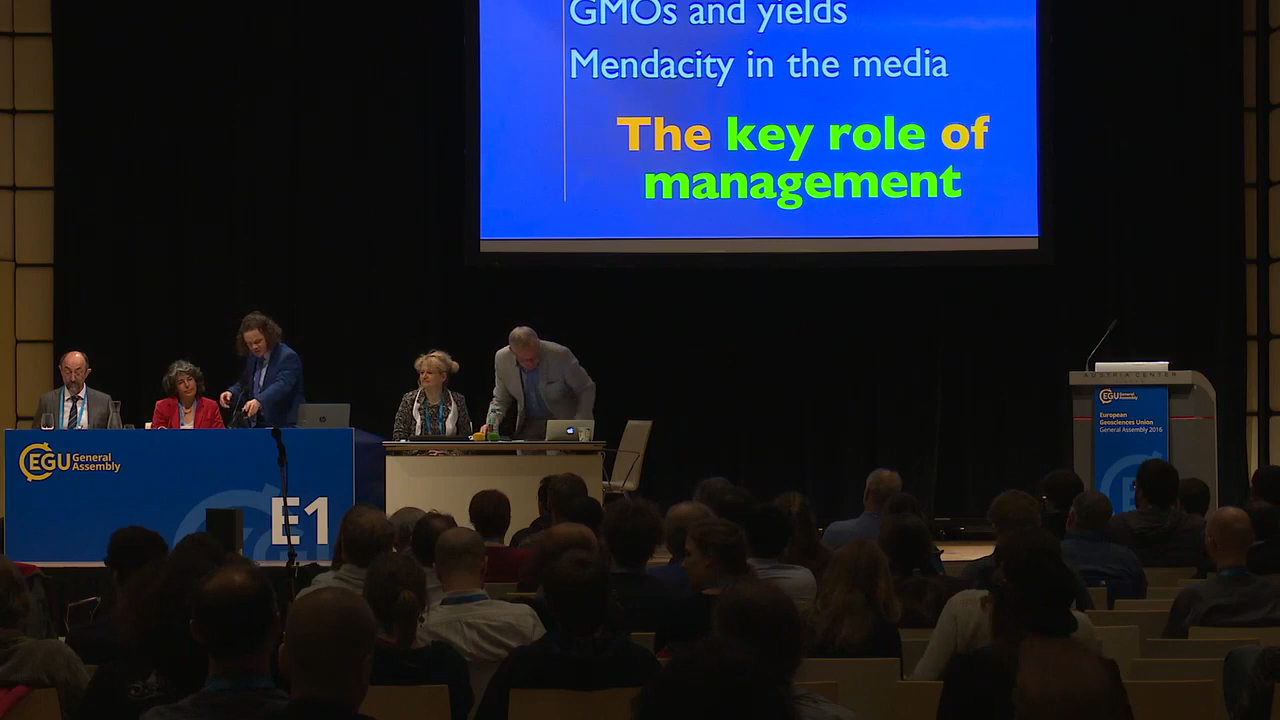 GMOs and yields
Mendacity in the media
The key role of
management
EGU General
Assembly
E1
AUSTRIA CENTER
EGU General
Assembly
European
Geosciences Union
General Assembly 2016